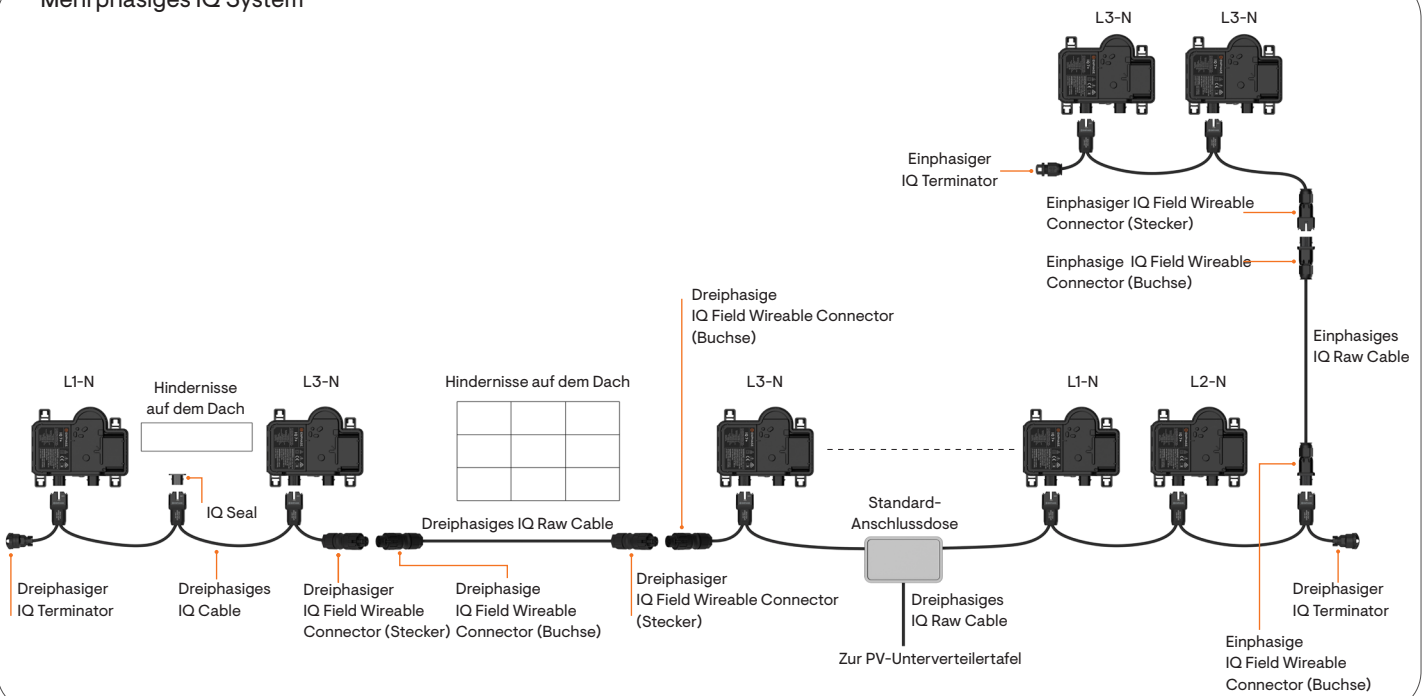 Mehrphasiges IQ System
L3-N
L3-N
Einphasiger
IQ Terminator
Einphasiger IQ Field Wireable
Connector (Stecker)
Einphasige IQ Field Wireable
Connector (Buchse)
Einphasiges
IQ Raw Cable
Dreiphasige
IQ Field Wireable Connector
(Buchse)
L1-N
Hindernisse
auf dem Dach
L3-N
Hindernisse auf dem Dach
L3-N
L1-N
L2-N
IQ Seal
Dreiphasiges IQ Raw Cable
Standard-
Anschlussdose
Dreiphasiger
IQ Terminator
Dreiphasiges
IQ Cable
Dreiphasiger
IQ Field Wireable
Connector (Stecker)
Dreiphasige
IQ Field Wireable
Connector (Buchse)
Dreiphasiger
IQ Field Wireable Connector
(Stecker)
Dreiphasiges
IQ Raw Cable
Zur PV-Unterverteilertafel
Dreiphasiger
IQ Terminator
Einphasige
IQ Field Wireable
Connector (Buchse)